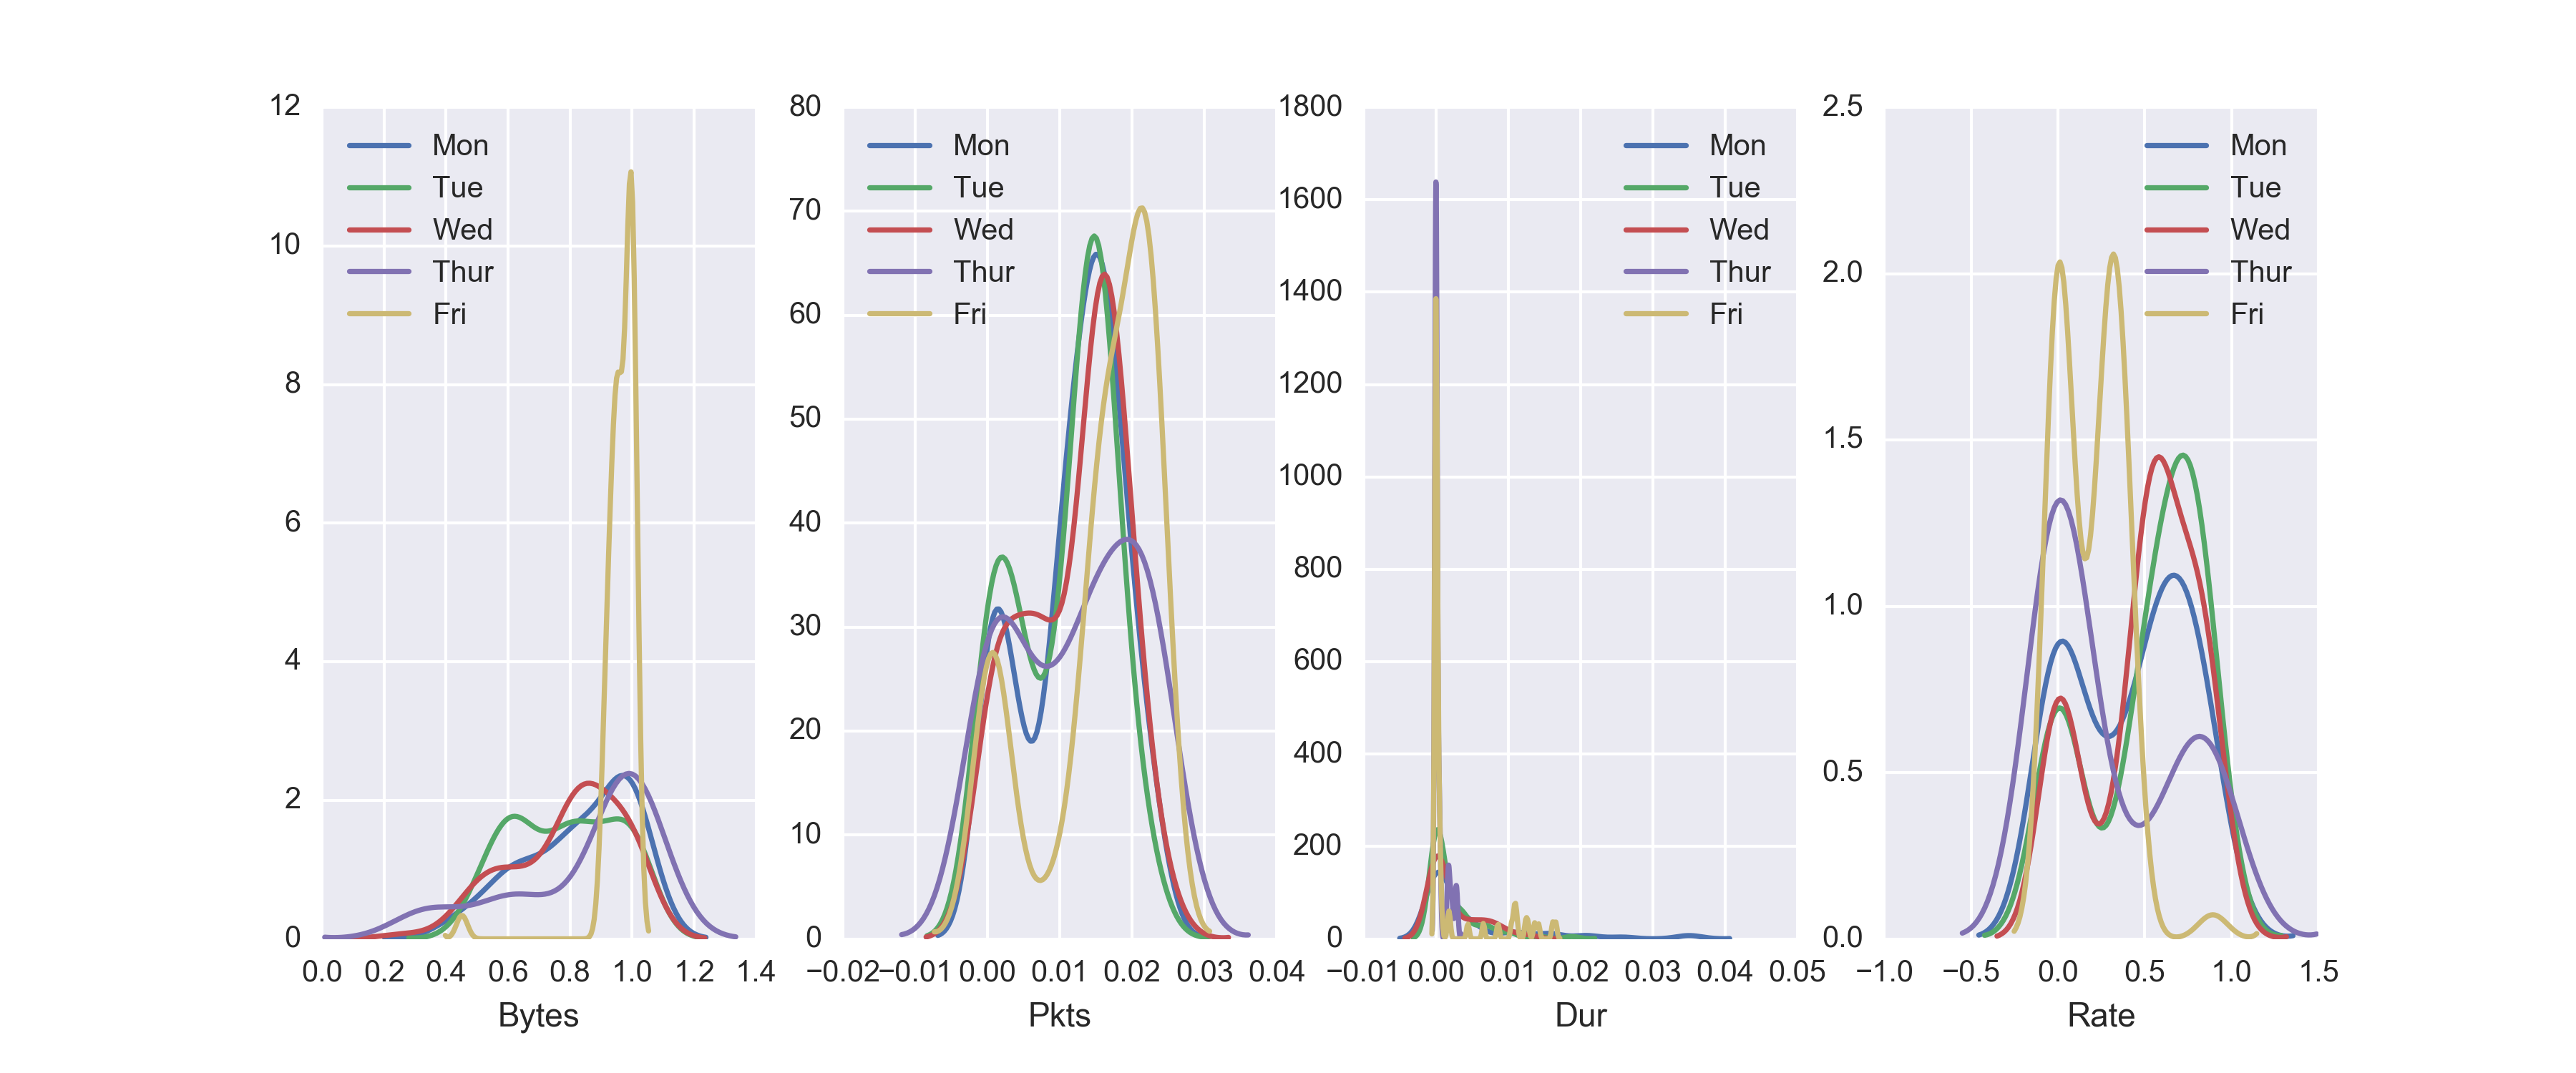 12
10
8
6
4
2
0
Mon
Tue
Wed
Thur
Fri
0.0 0.2 0.4 0.6 0.8 1.0 1.2 1.4
Bytes
80
70
60
50
40
30
20
10
0
Mon
Tue
Wed
Thur
Fri
−0.02 −0.01 0.00 0.01 0.02 0.03 0.04
Pkts
1800
1600
1400
1200
1000
800
600
400
200
0
Mon
Tue
Wed
Thur
Fri
−0.01 0.00 0.01 0.02 0.03 0.04 0.05
Dur
2.5
2.0
1.5
1.0
0.5
0.0
Mon
Tue
Wed
Thur
Fri
−1.0 −0.5 0.0 0.5 1.0 1.5
Rate